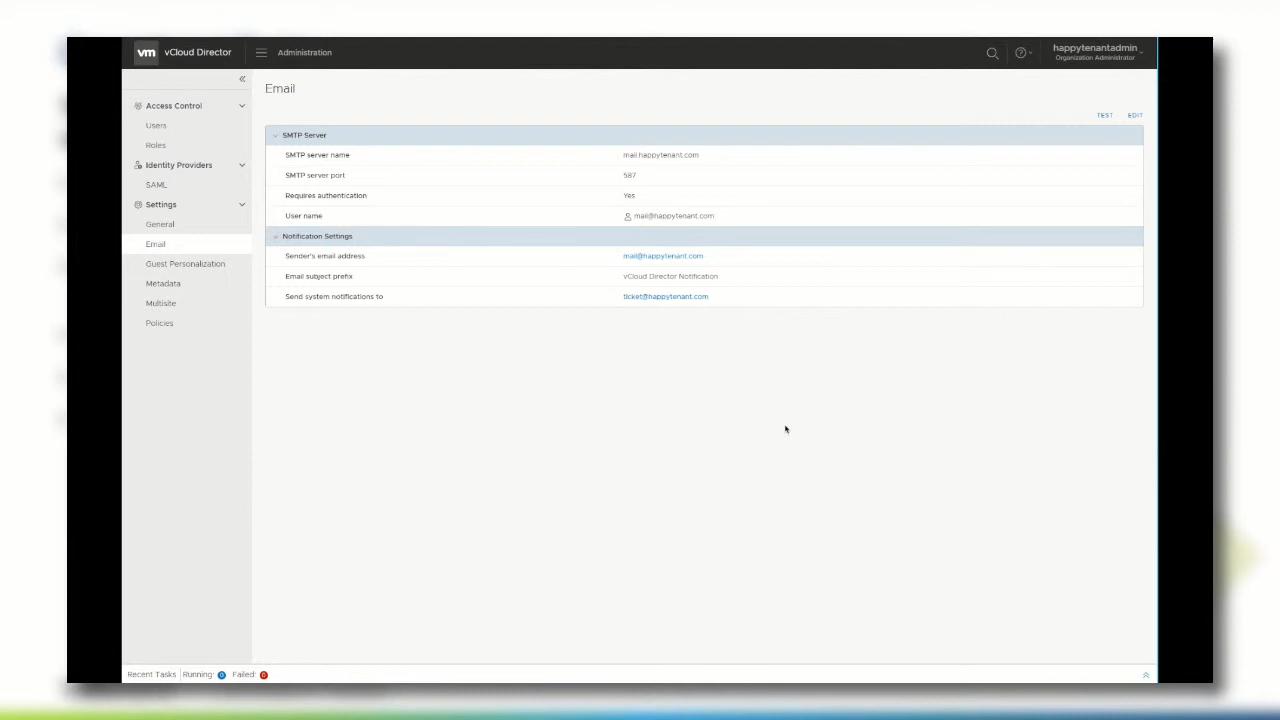 vm vCloud Director Administration happytenantadmin
Organization Administrator
Access Control
Users
Roles
Identity Providers
SAML
Settings
General
Email
Guest Personalization
Metadata
Multisite
Policies
Email
TEST EDIT
SMTP Server
SMTP server name mail.happytenant.com
SMTP server port 587
Requires authentication Yes
User name mail@happytenant.com
Notification Settings
Sender's email address mail@happytenant.com
Email subject prefix vCloud Director Notification
Send system notifications to ticket@happytenant.com
Recent Tasks Running: 0 Failed: 0